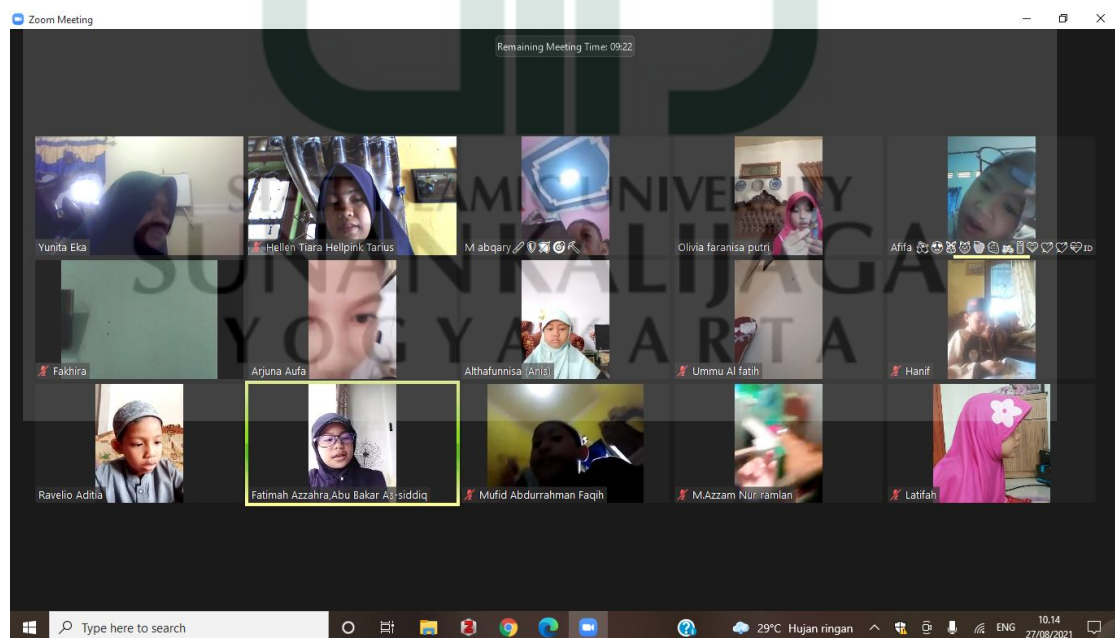 Zoom Meeting
Remaining Meeting Time: 09:22
STATE ISLAMIC UNIVERSITY
SUNAN KALIJAGA
YOGYAKARTA
Yunita Eka
Hellen Tiara Hellpink Tarius
M abqary
Olivia faranisa putri
Afifa
ID
Fakhira
Arjuna Aufa
Althafunnisa (Anis)
Ummu Al fatih
Hanif
Ravelio Aditia
Fatimah Azzahra,Abu Bakar As-siddiq
Mufid Abdurrahman Faqih
M.Azzam Nur ramlan
Latifah
Type here to search
29°C Hujan ringan
ENG
10.14
27/08/2021